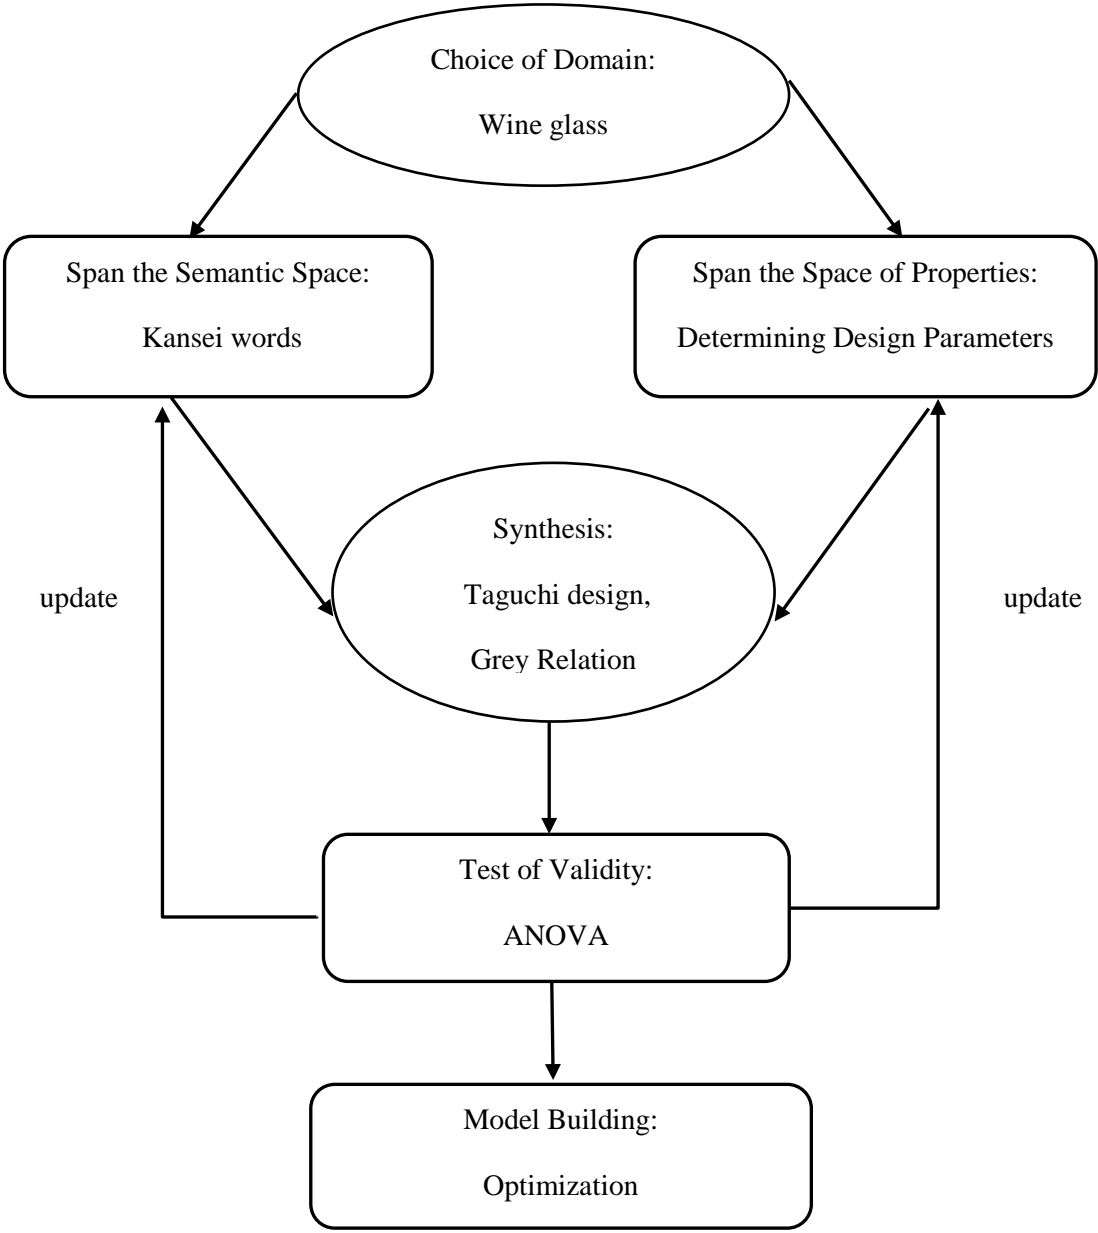 Choice of Domain:
Wine glass
Span the Semantic Space:
Kansei words
Span the Space of Properties:
Determining Design Parameters
Synthesis:
Taguchi design,
Grey Relation
update
update
Test of Validity:
ANOVA
Model Building:
Optimization